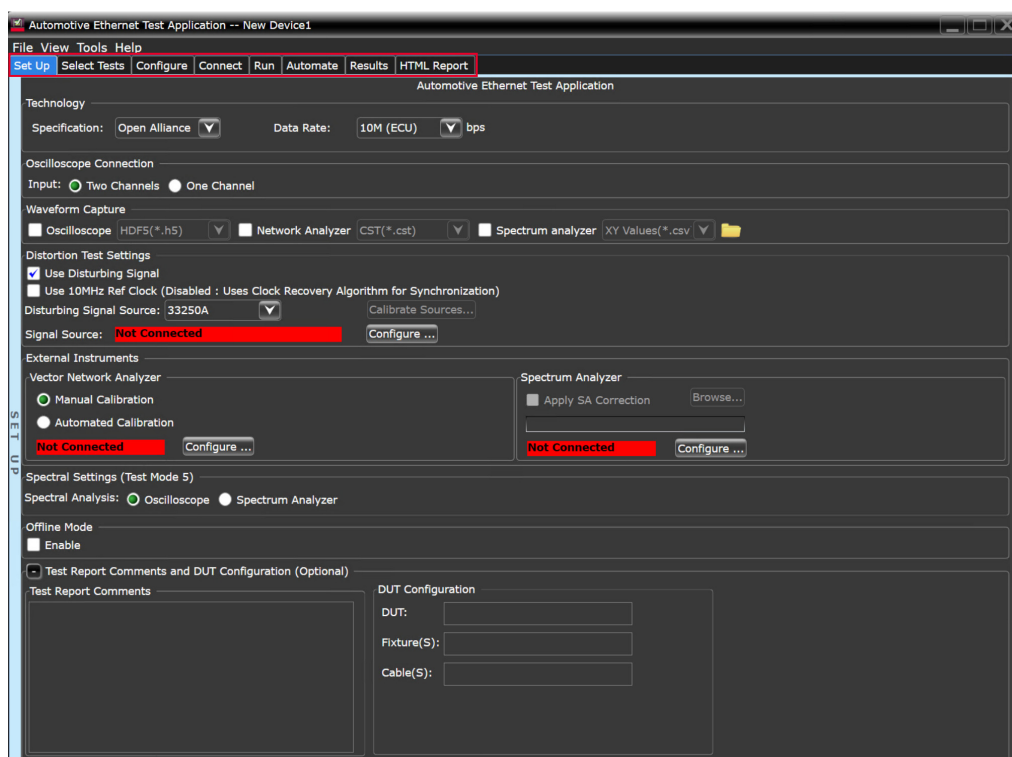 Automotive Ethernet Test Application -- New Device1
File View Tools Help
Set Up Select Tests Configure Connect Run Automate Results HTML Report
Automotive Ethernet Test Application
Technology
Specification: Open Alliance Data Rate: 10M (ECU) bps
Oscilloscope Connection
Input: Two Channels One Channel
Waveform Capture
Oscilloscope HDF5(*.h5) Network Analyzer CST(*.cst) Spectrum analyzer XY Values(*.csv
Distortion Test Settings
Use Disturbing Signal
Use 10MHz Ref Clock (Disabled : Uses Clock Recovery Algorithm for Synchronization)
Disturbing Signal Source: 33250A Calibrate Sources...
Signal Source: Not Connected Configure ...
External Instruments
Vector Network Analyzer
Manual Calibration
Automated Calibration
Not Connected Configure ...
Spectrum Analyzer
Apply SA Correction Browse...
Not Connected Configure ...
SET UP
Spectral Settings (Test Mode 5)
Spectral Analysis: Oscilloscope Spectrum Analyzer
Offline Mode
Enable
- Test Report Comments and DUT Configuration (Optional)
Test Report Comments
DUT Configuration
DUT:
Fixture(S):
Cable(S):